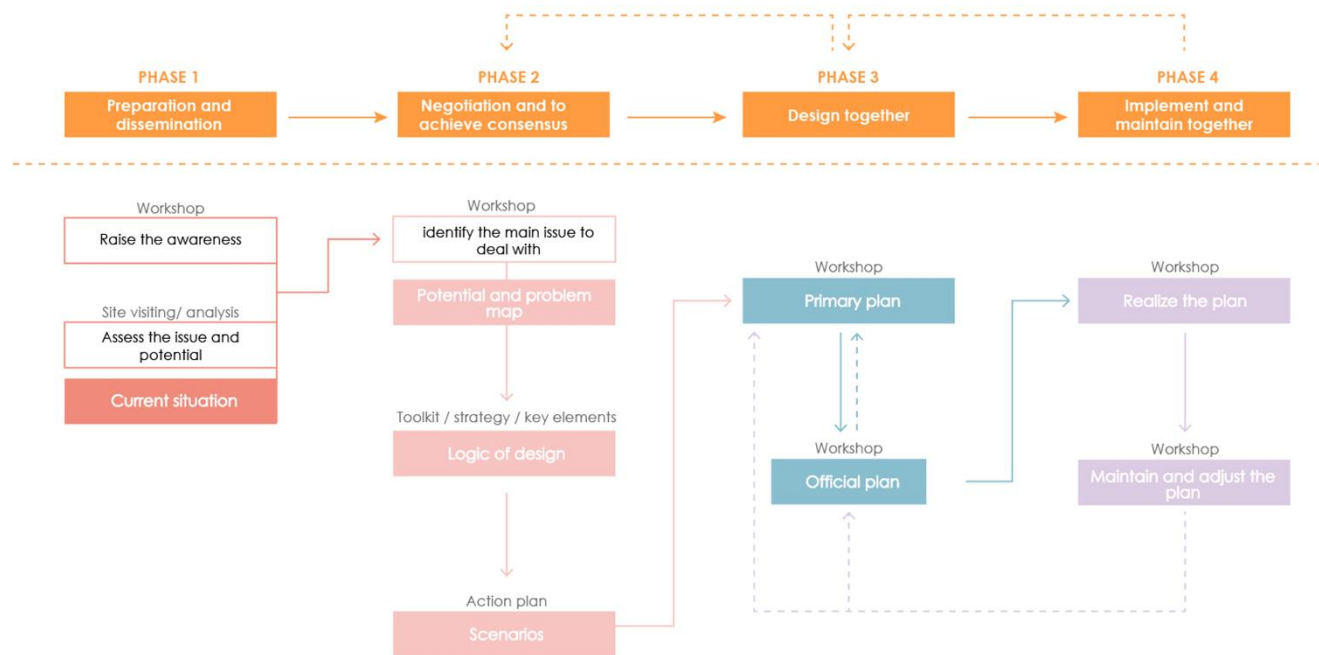 PHASE 1
Preparation and
dissemination
PHASE 2
Negotiation and to
achieve consensus
PHASE 3
Design together
PHASE 4
Implement and
maintain together
Workshop
Raise the awareness
Site visiting/ analysis
Assess the issue and
potential
Current situation
Workshop
identify the main issue to
deal with
Potential and problem
map
Toolkit / strategy / key elements
Logic of design
Action plan
Scenarios
Workshop
Primary plan
Workshop
Official plan
Workshop
Realize the plan
Workshop
Maintain and adjust the
plan